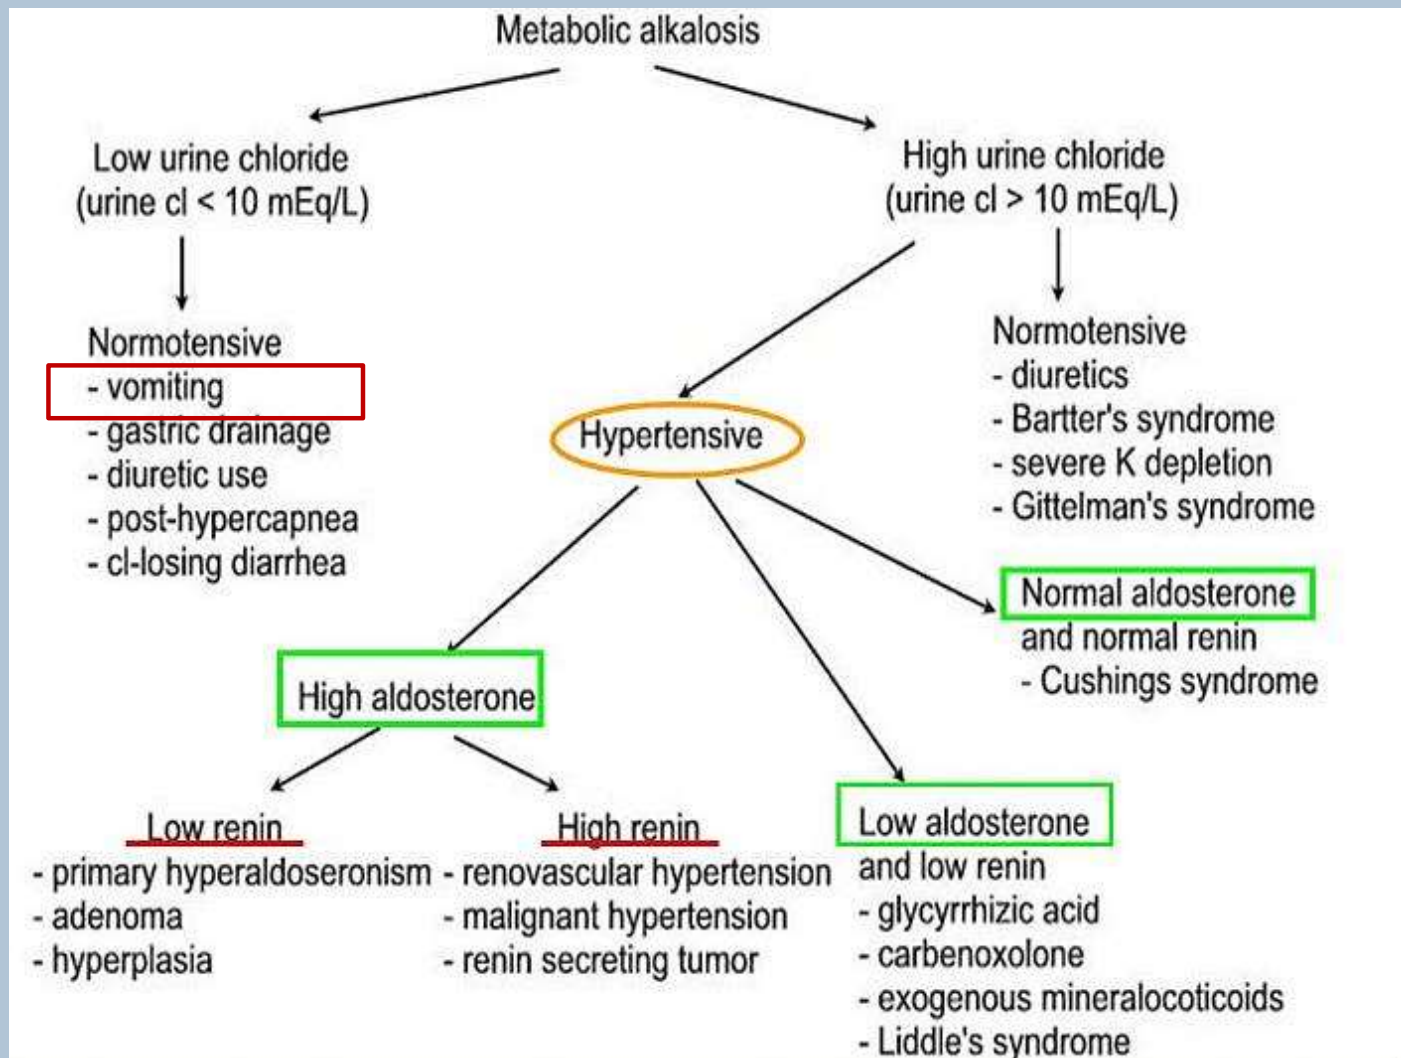 Metabolic alkalosis
Low urine chloride
(urine cl < 10 mEq/L)
High urine chloride
(urine cl > 10 mEq/L)
Normotensive
- vomiting
- gastric drainage
- diuretic use
- post-hypercapnea
- cl-losing diarrhea
Hypertensive
Normotensive
- diuretics
- Bartter's syndrome
- severe K depletion
- Gittelman's syndrome
Normal aldosterone
and normal renin
- Cushings syndrome
High aldosterone
Low renin
- primary hyperaldoseronism
- adenoma
- hyperplasia
High renin
- renovascular hypertension
- malignant hypertension
- renin secreting tumor
Low aldosterone
and low renin
- glycyrrhizic acid
- carbenoxolone
- exogenous mineralocoticoids
- Liddle's syndrome